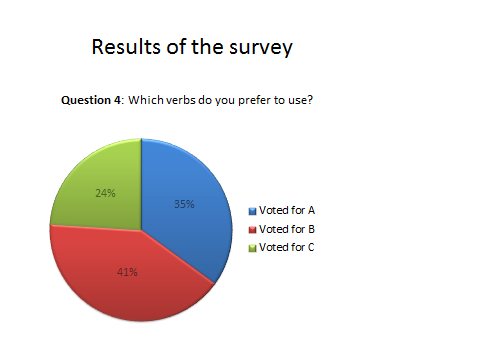 Results of the survey
Question 4: Which verbs do you prefer to use?
24%
35%
41%
Voted for A
Voted for B
Voted for C